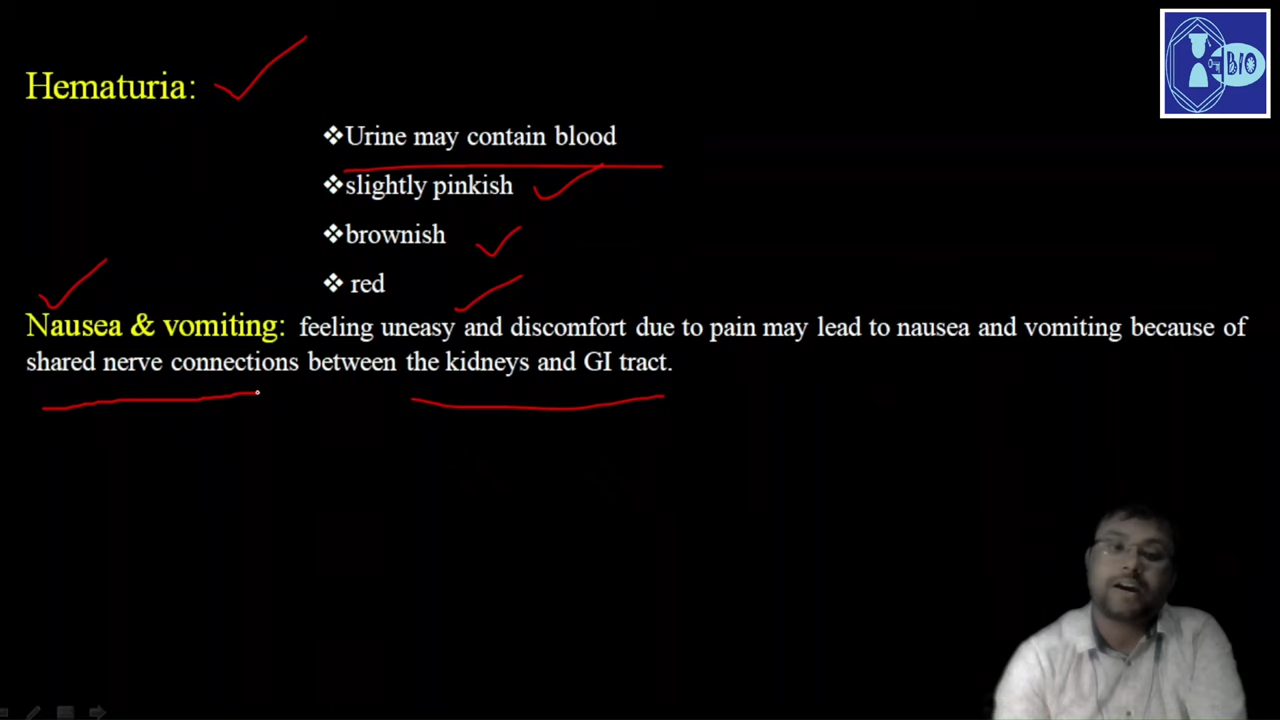 BIO
Hematuria:
❖Urine may contain blood
❖slightly pinkish
❖brownish
❖ red
Nausea & vomiting: feeling uneasy and discomfort due to pain may lead to nausea and vomiting because of
shared nerve connections between the kidneys and GI tract.